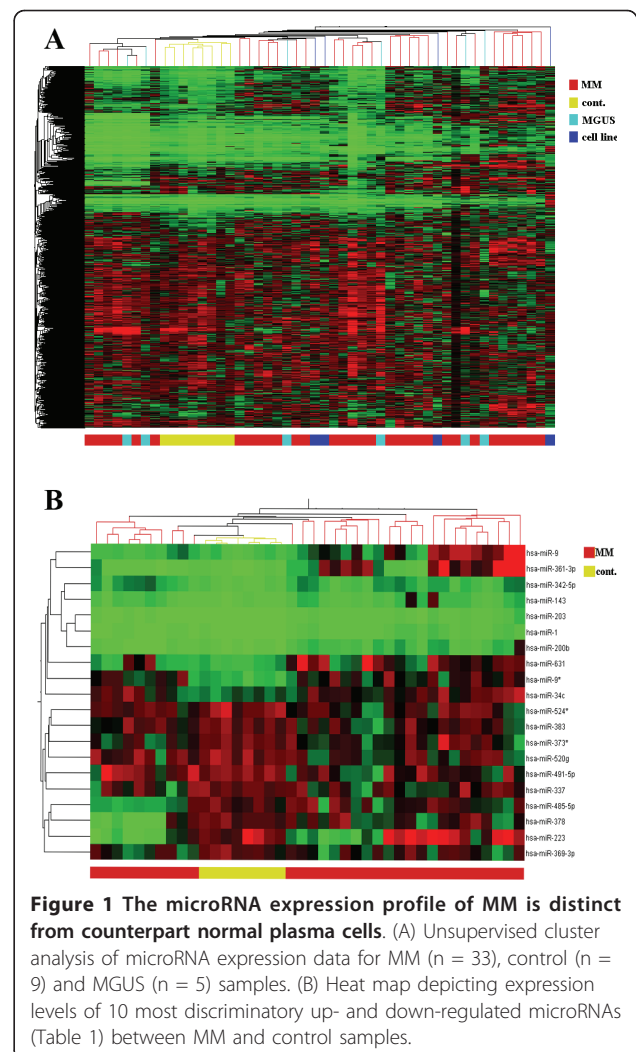 A
MM
cont.
MGUS
cell line
B
hsa-miR-9
hsa-miR-361-3p
hsa-miR-342-5p
hsa-miR-143
hsa-miR-203
hsa-miR-1
hsa-miR-200b
hsa-miR-631
hsa-miR-9*
hsa-miR-34c
hsa-miR-524*
hsa-miR-383
hsa-miR-373*
hsa-miR-520g
hsa-miR-491-5p
hsa-miR-337
hsa-miR-485-5p
hsa-miR-378
hsa-miR-223
hsa-miR-369-3p
MM
cont.
Figure 1 The microRNA expression profile of MM is distinct
from counterpart normal plasma cells. (A) Unsupervised cluster
analysis of microRNA expression data for MM (n = 33), control (n =
9) and MGUS (n = 5) samples. (B) Heat map depicting expression
levels of 10 most discriminatory up- and down-regulated microRNAs
(Table 1) between MM and control samples.